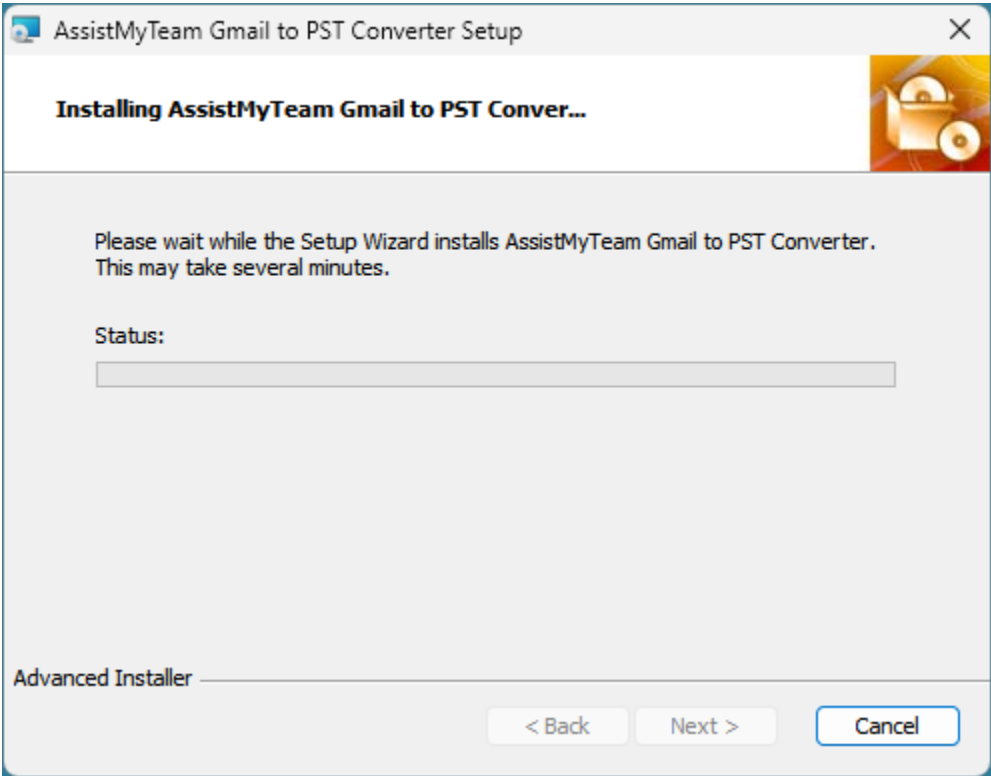 AssistMyTeam Gmail to PST Converter Setup
Installing AssistMyTeam Gmail to PST Conver...
Please wait while the Setup Wizard installs AssistMyTeam Gmail to PST Converter.
This may take several minutes.
Status:
Advanced Installer
< Back
Next >
Cancel